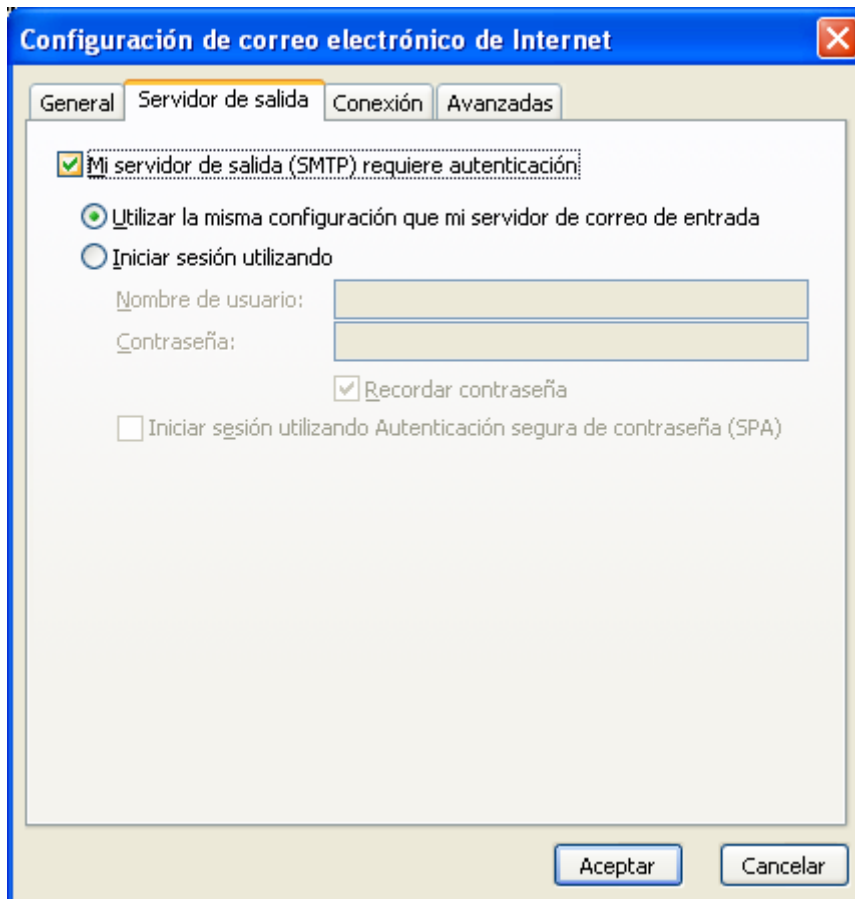 Configuración de correo electrónico de Internet
General Servidor de salida Conexión Avanzadas
Mi servidor de salida (SMTP) requiere autenticación
Utilizar la misma configuración que mi servidor de correo de entrada
Iniciar sesión utilizando
Nombre de usuario:
Contraseña:
Recordar contraseña
Iniciar sesión utilizando Autenticación segura de contraseña (SPA)
Aceptar Cancelar